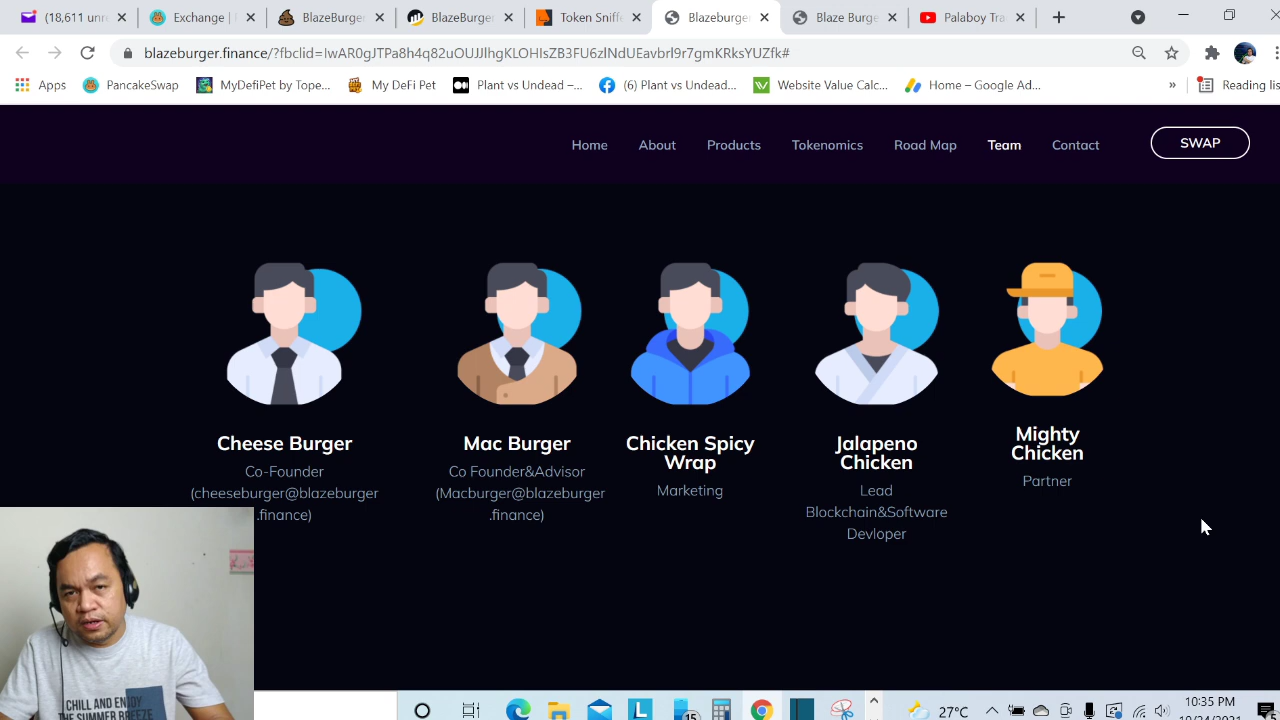 (18,611 unr
Exchange |
BlazeBurger
BlazeBurger
Token Sniffe
Blazeburger
Blaze Burge
Palaboy Tra
blazeburger.finance/?fbclid=
Apps
PancakeSwap
MyDefiPet by Tope...
My DeFi Pet
Plant vs Undead –...
(6) Plant vs Undead...
Website Value Calc...
Home – Google Ad...
»
Reading list
Home
About
Products
Tokenomics
Road Map
Team
Contact
SWAP
Cheese Burger
Co-Founder
(cheeseburger@blazeburger
.finance)
Mac Burger
Co Founder&Advisor
(Macburger@blazeburger
.finance)
Chicken Spicy
Wrap
Marketing
Jalapeno
Chicken
Lead
Blockchain&Software
Devloper
Mighty
Chicken
Partner
CHILL AND ENJOY
THE SUMMER BREEZE
15
27°C
10:35 PM